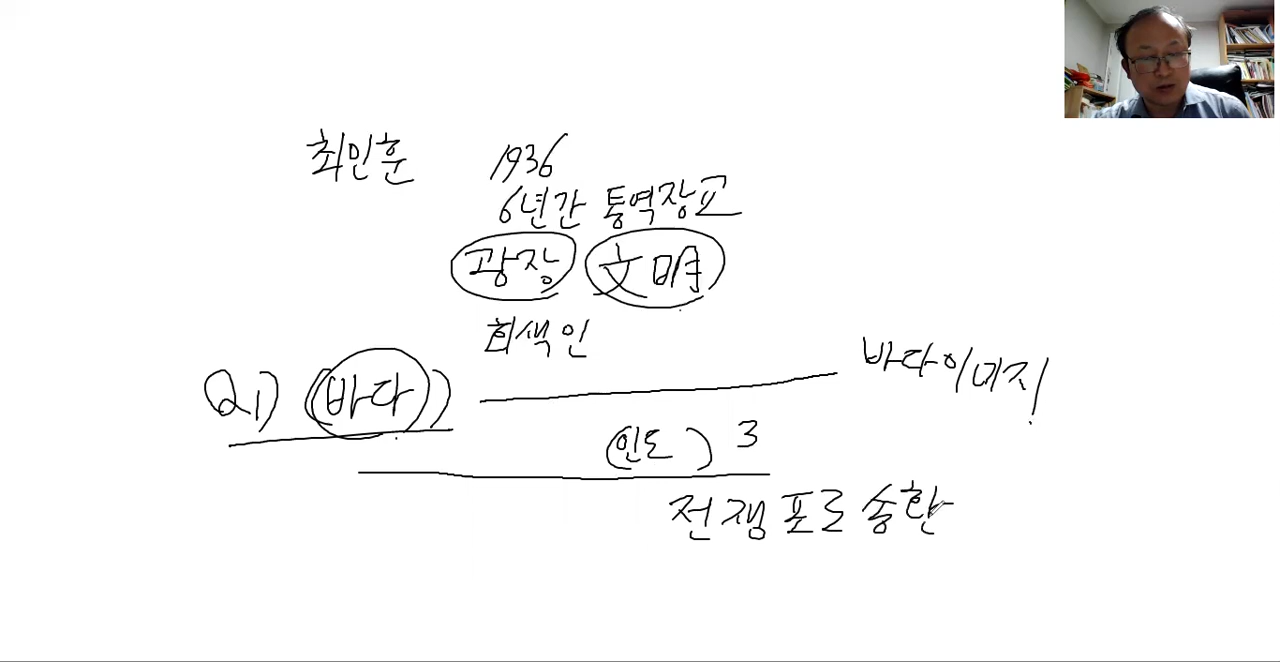 최인훈 1936
6년간 통역장교
광장 文明
회색인
Q1) (바다) 바다이미지
(인도) 3
전쟁포로송환